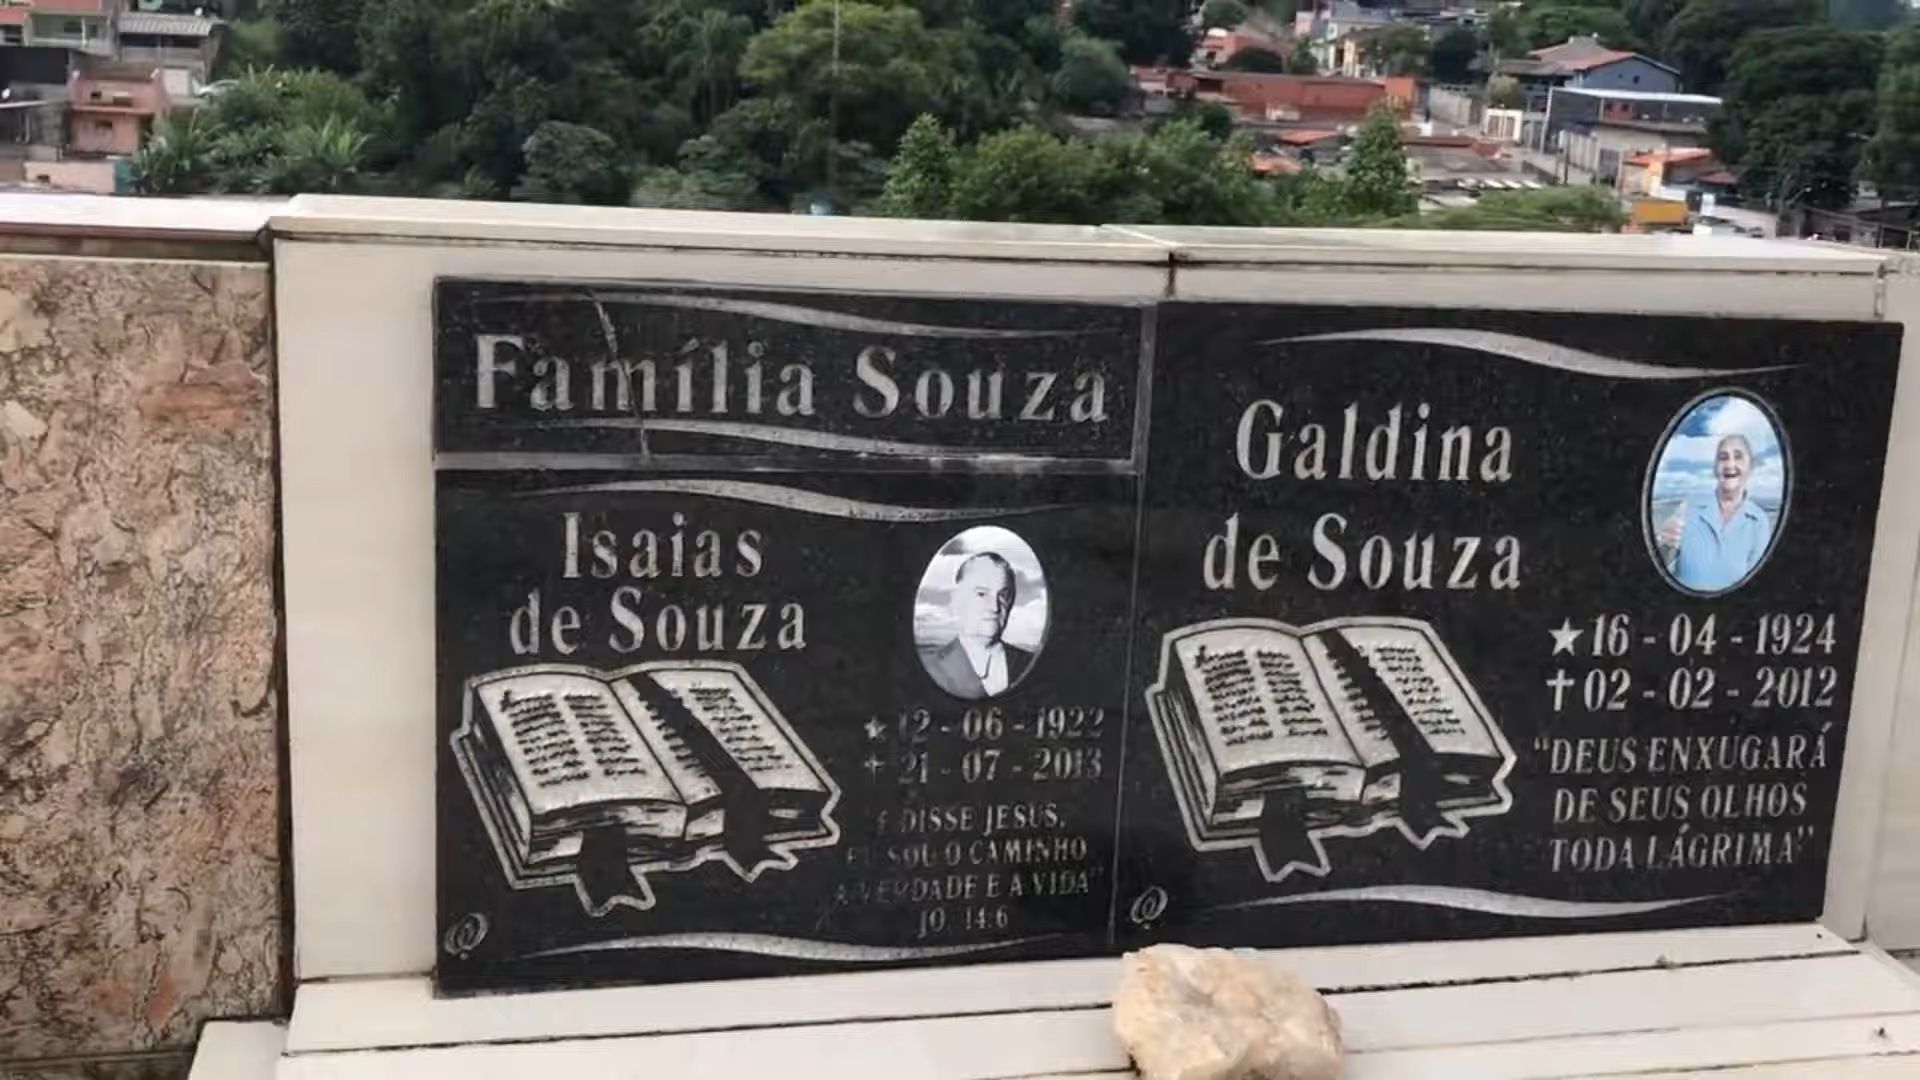 Família Souza
Isaias
de Souza
★ 12 - 06 - 1922
✝ 21 - 07 - 2013
"E DISSE JESUS,
EU SOU O CAMINHO
A VERDADE E A VIDA"
JO 14:6
Galdina
de Souza
★ 16 - 04 - 1924
✝ 02 - 02 - 2012
"DEUS ENXUGARÁ
DE SEUS OLHOS
TODA LÁGRIMA"